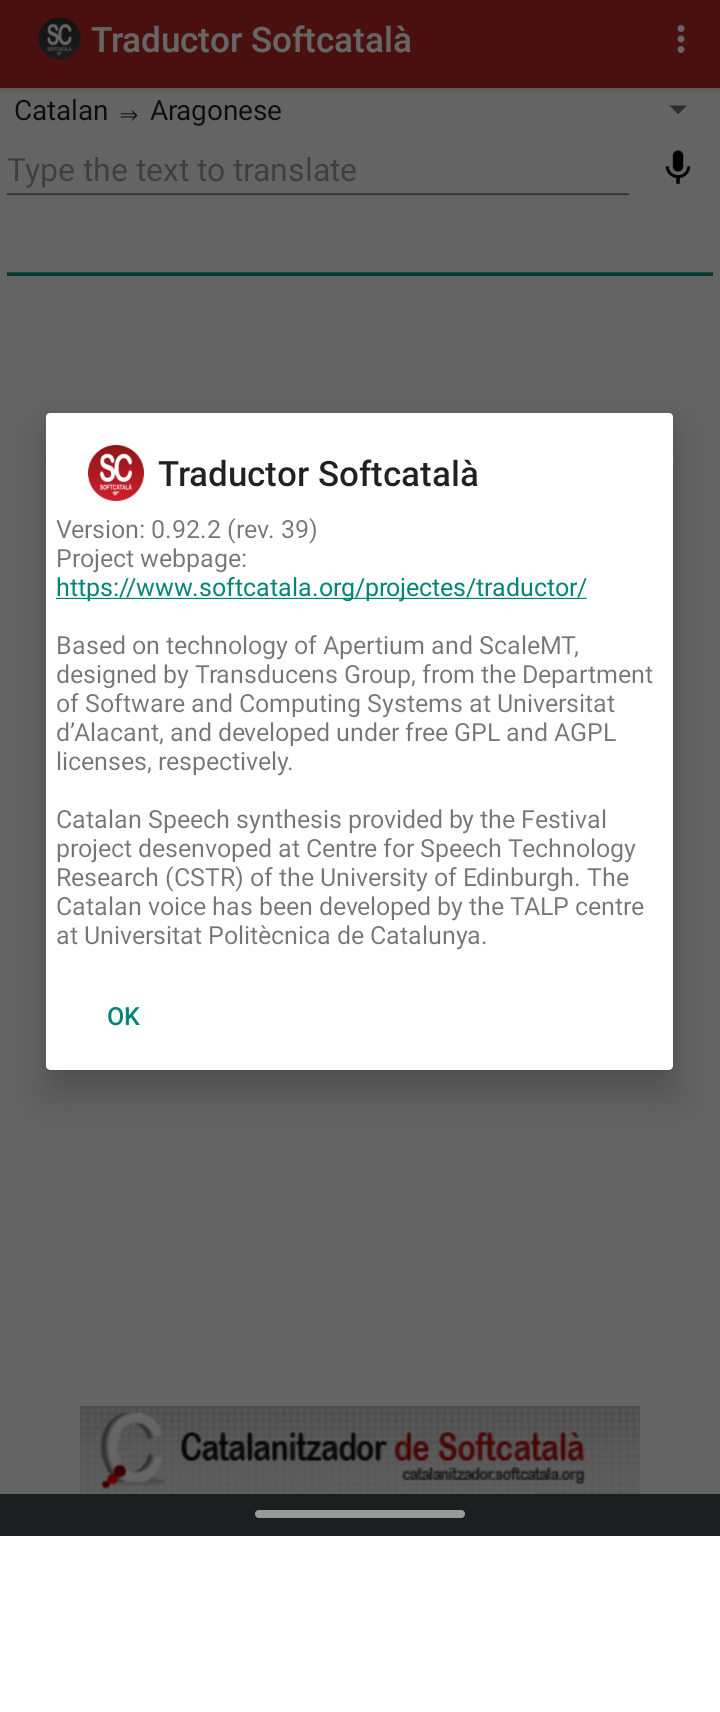 SC
SOFTCATALÀ
Traductor Softcatalà
Catalan ⇒ Aragonese
Type the text to translate
SC
SOFTCATALÀ
Traductor Softcatalà
Version: 0.92.2 (rev. 39)
Project webpage:
https://www.softcatala.org/projectes/traductor/
Based on technology of Apertium and ScaleMT,
designed by Transducens Group, from the Department
of Software and Computing Systems at Universitat
d’Alacant, and developed under free GPL and AGPL
licenses, respectively.
Catalan Speech synthesis provided by the Festival
project desenvoped at Centre for Speech Technology
Research (CSTR) of the University of Edinburgh. The
Catalan voice has been developed by the TALP centre
at Universitat Politècnica de Catalunya.
OK
Catalanitzador de Softcatalà
catalanitzador.softcatala.org